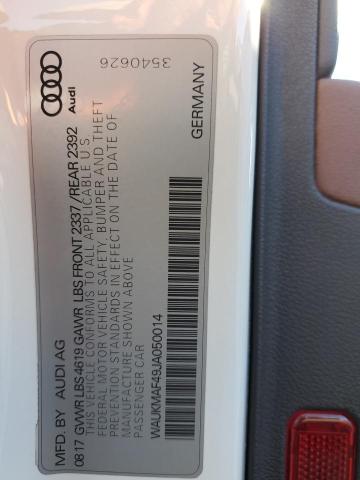 MFD. BY AUDI AG
08 17 GVWR LBS 4619 GAWR LBS FRONT 2337 / REAR 2392
THIS VEHICLE CONFORMS TO ALL APPLICABLE U S
FEDERAL MOTOR VEHICLE SAFETY, BUMPER AND THEFT
PREVENTION STANDARDS IN EFFECT ON THE DATE OF
MANUFACTURE SHOWN ABOVE
PASSENGER CAR
WAUKMAF49JA050014
Audi
3540626
GERMANY